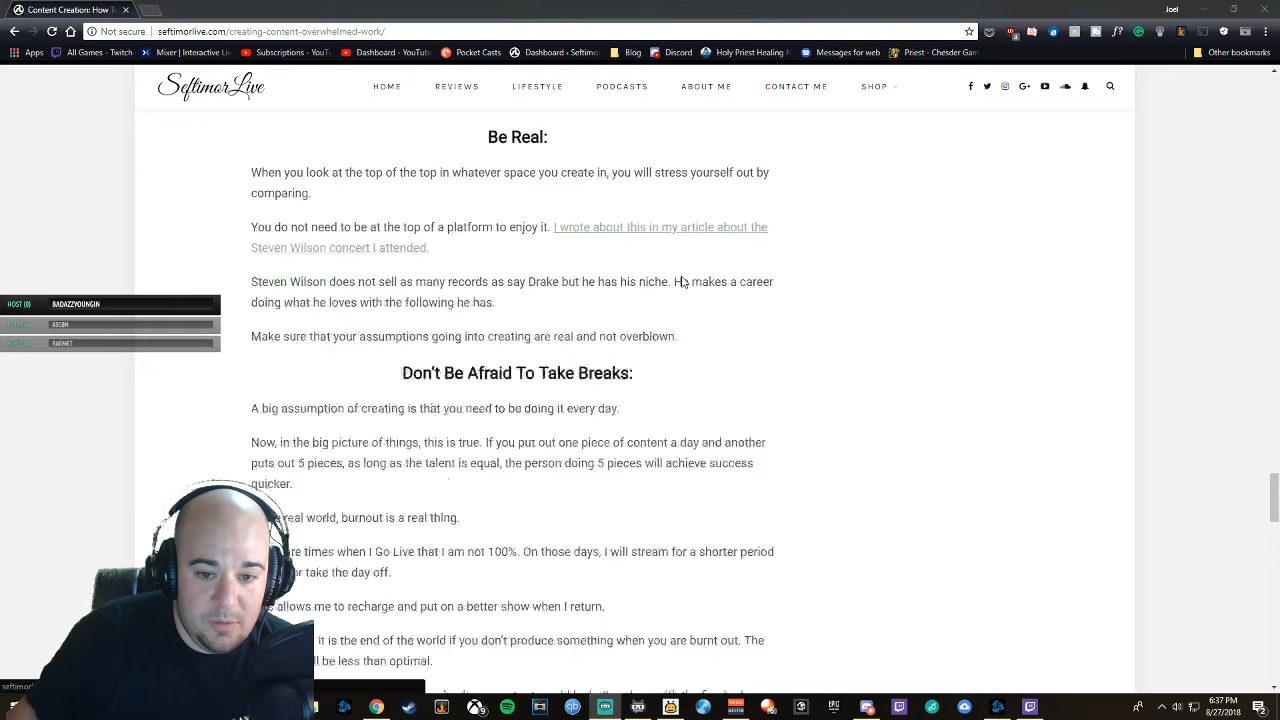 Content Creation: How T
Joel
Not secure | seftimorlive.com/creating-content-overwhelmed-work/
Apps All Games - Twitch Mixer | Interactive Liv Subscriptions - YouTu Dashboard - YouTube Pocket Casts Dashboard ‹ Seftimor Blog Discord Holy Priest Healing N Messages for web Priest - Chesder Gam Other bookmarks
SeftimorLive HOME REVIEWS LIFESTYLE PODCASTS ABOUT ME CONTACT ME SHOP
Be Real:
When you look at the top of the top in whatever space you create in, you will stress yourself out by
comparing.
You do not need to be at the top of a platform to enjoy it. I wrote about this in my article about the
Steven Wilson concert I attended.
Steven Wilson does not sell as many records as say Drake but he has his niche. H makes a career
doing what he loves with the following he has.
HOST (0) BADAZZYOUNGIN
A3C0N
RAEMET
Make sure that your assumptions going into creating are real and not overblown.
Don't Be Afraid To Take Breaks:
A big assumption of creating is that you need to be doing it every day.
Now, in the big picture of things, this is true. If you put out one piece of content a day and another
puts out 5 pieces, as long as the talent is equal, the person doing 5 pieces will achieve success
quicker.
real world, burnout is a real thing.
re times when I Go Live that I am not 100%. On those days, I will stream for a shorter period
or take the day off.
allows me to recharge and put on a better show when I return.
it is the end of the world if you don't produce something when you are burnt out. The
ll be less than optimal.
seftimorl
6:37 PM
8/27/2018